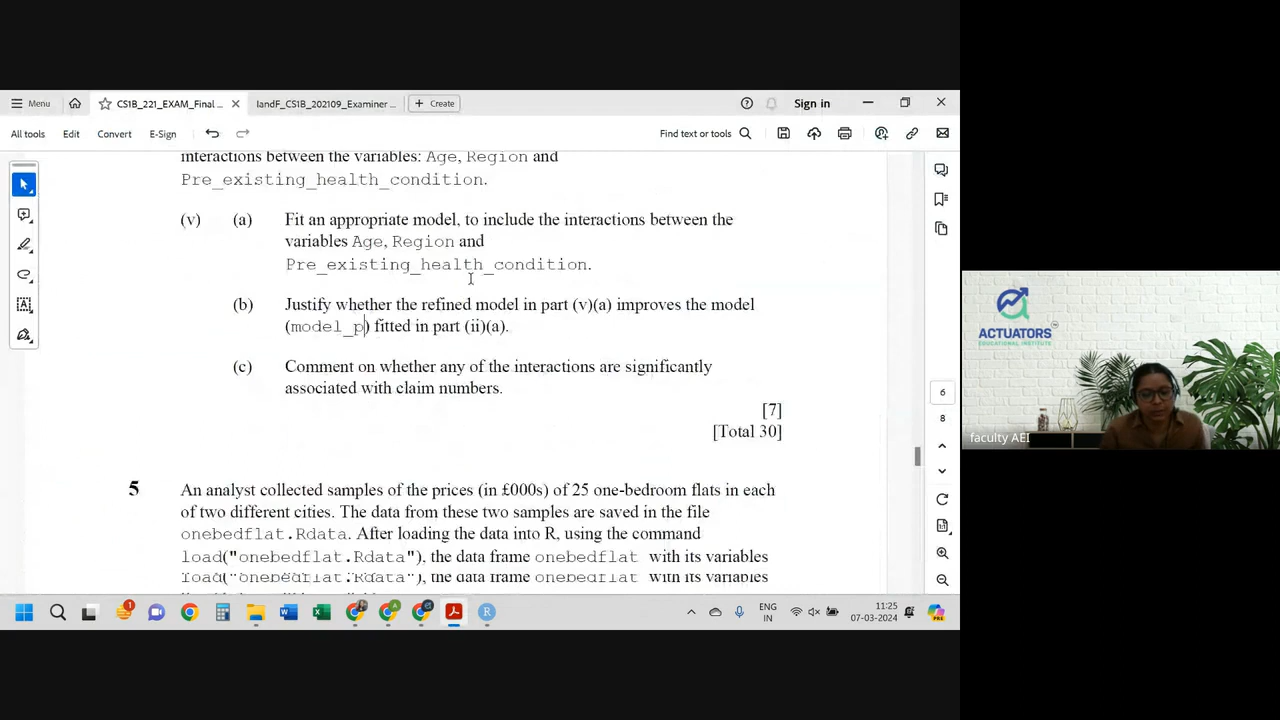 Menu
CS1B_221_EXAM_Final ...
IandF_CS1B_202109_Examiner ...
Create
Sign in
All tools
Edit
Convert
E-Sign
Find text or tools
interactions between the variables: Age, Region and
Pre_existing_health_condition.
(v) (a) Fit an appropriate model, to include the interactions between the
variables Age, Region and
Pre_existing_health_condition.
(b) Justify whether the refined model in part (v)(a) improves the model
(model_p) fitted in part (ii)(a).
(c) Comment on whether any of the interactions are significantly
associated with claim numbers.
[7]
[Total 30]
6
8
5 An analyst collected samples of the prices (in £000s) of 25 one-bedroom flats in each
of two different cities. The data from these two samples are saved in the file
onebedflat.Rdata. After loading the data into R, using the command
load("onebedflat.Rdata"), the data frame onebedflat with its variables
load("onebedflat.Rdata"), the data frame onebedflat with its variables
ACTUATORS
EDUCATIONAL INSTITUTE
faculty AEI
ENG
IN
11:25
07-03-2024